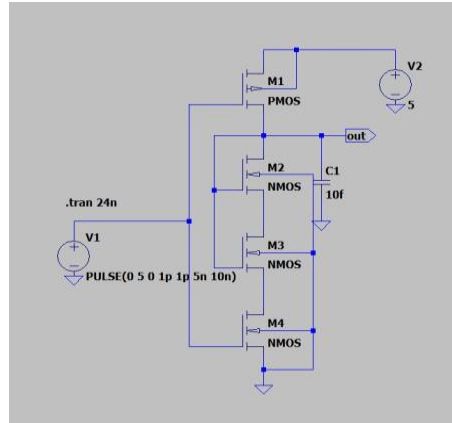 M1
PMOS
V2
5
out
M2
NMOS
C1
10f
.tran 24n
V1
PULSE(0 5 0 1p 1p 5n 10n)
M3
NMOS
M4
NMOS